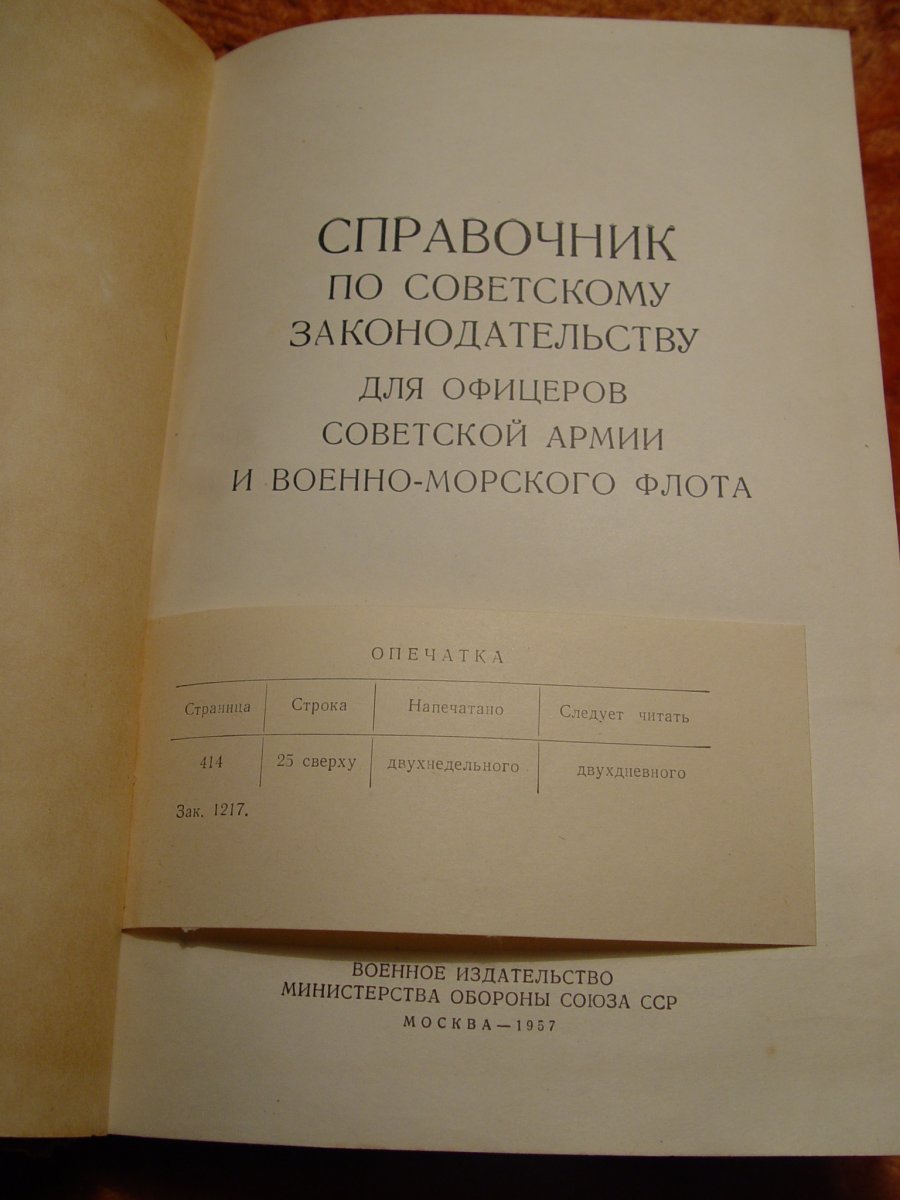 СПРАВОЧНИК
ПО СОВЕТСКОМУ
ЗАКОНОДАТЕЛЬСТВУ
ДЛЯ ОФИЦЕРОВ
СОВЕТСКОЙ АРМИИ
И ВОЕННО-МОРСКОГО ФЛОТА
ОПЕЧАТКА
Страница Строка Напечатано Следует читать
414 25 сверху двухнедельного двухдневного
Зак. 1217.
ВОЕННОЕ ИЗДАТЕЛЬСТВО
МИНИСТЕРСТВА ОБОРОНЫ СОЮЗА ССР
МОСКВА — 1957